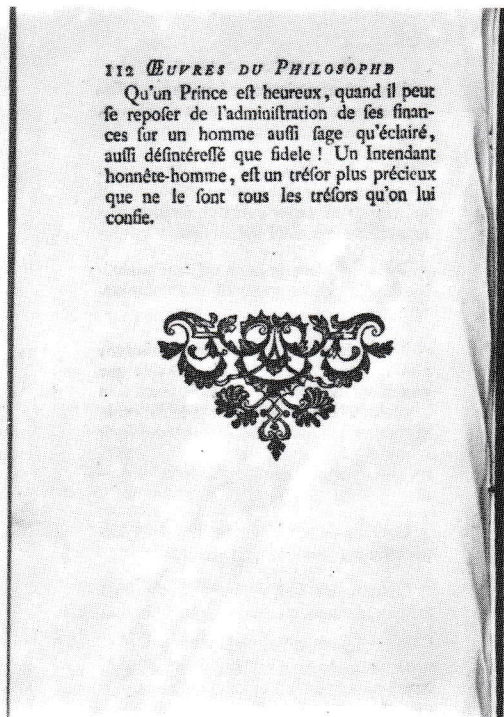 112 ŒUVRES DU PHILOSOPHE
Qu'un Prince eſt heureux, quand il peut
ſe repoſer de l'adminiſtration de ſes finan-
ces ſur un homme auſſi ſage qu'éclairé,
auſſi déſintéreſſé que fidele ! Un Intendant
honnête-homme, eſt un tréſor plus précieux
que ne le ſont tous les tréſors qu'on lui
confie.